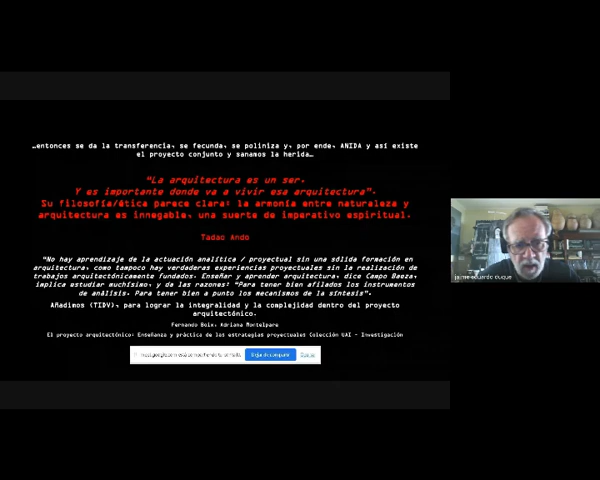 …entonces se da la transferencia, se fecunda, se poliniza y, por ende, ANIDA y así existe
el proyecto conjunto y sanamos la herida…
"La arquitectura es un ser.
Y es importante donde va a vivir esa arquitectura".
Su filosofía/ética parece clara: la armonía entre naturaleza y
arquitectura es innegable, una suerte de imperativo espiritual.
Tadao Ando
"No hay aprendizaje de la actuación analítica / proyectual sin una sólida formación en
arquitectura, como tampoco hay verdaderas experiencias proyectuales sin la realización de
trabajos arquitectónicamente fundados. Enseñar y aprender arquitectura, dice Campo Baeza,
implica estudiar muchísimo, y da las razones: "Para tener bien afilados los instrumentos
de análisis. Para tener bien a punto los mecanismos de la síntesis".
Añadimos (TIDV), para lograr la integralidad y la complejidad dentro del proyecto
arquitectónico.
Fernando Boix, Adriana Montelpare
El proyecto arquitectónico: Enseñanza y práctica de las estrategias proyectuales Colección UAI - Investigación
Dejar de compartir
jaime eduardo duque